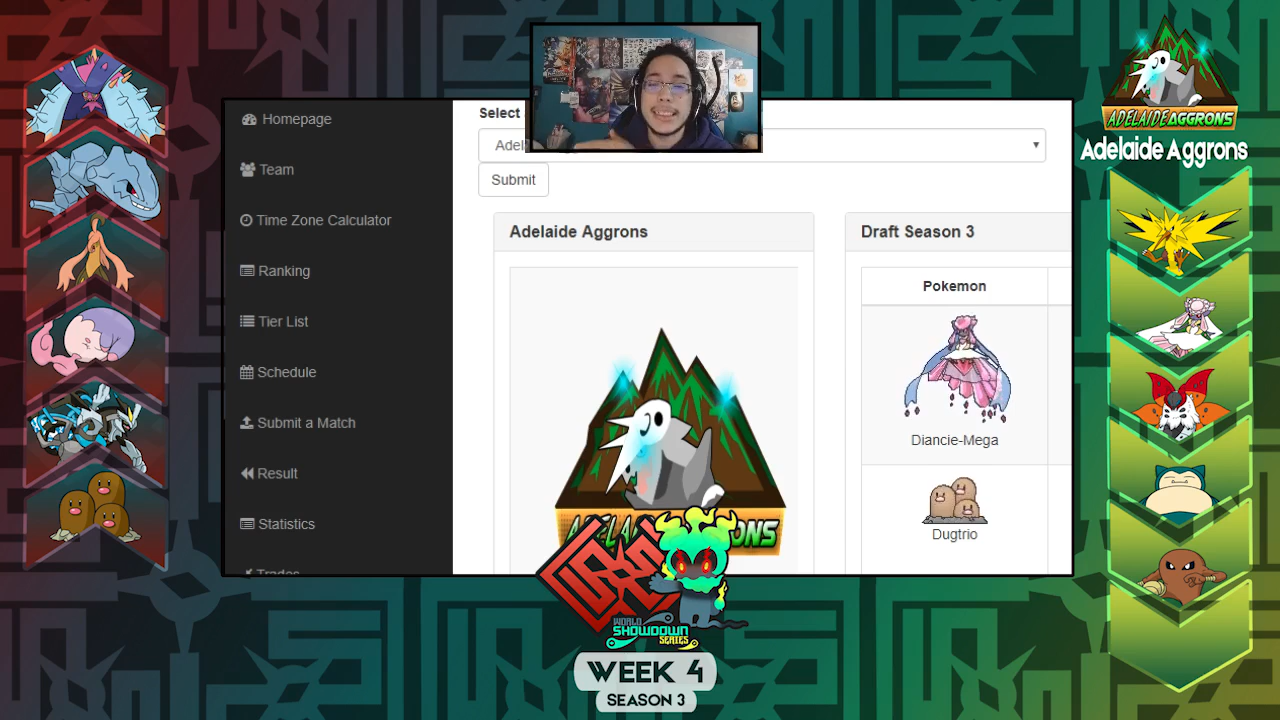 Homepage
Team
Time Zone Calculator
Ranking
Tier List
Schedule
Submit a Match
Result
Statistics
Select
Submit
Adelaide Aggrons
Draft Season 3
Pokemon
Diancie-Mega
Dugtrio
ADELAIDE AGGRONS
Adelaide Aggrons
WORLD
SHOWDOWN
SERIES
WEEK 4
SEASON 3